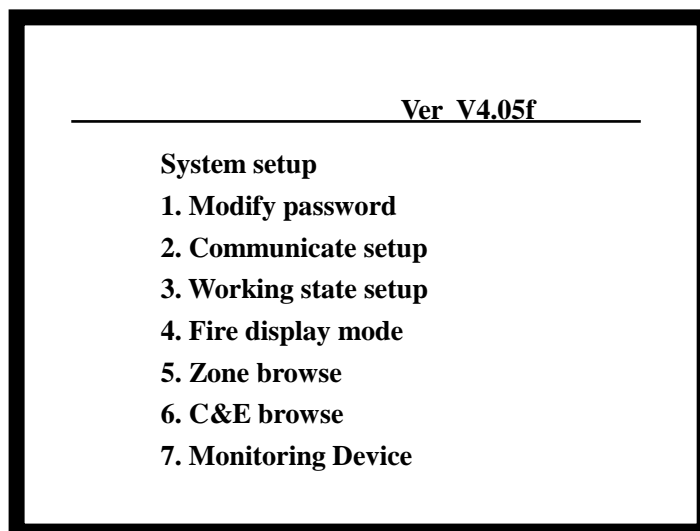 Ver V4.05f
System setup
1. Modify password
2. Communicate setup
3. Working state setup
4. Fire display mode
5. Zone browse
6. C&E browse
7. Monitoring Device